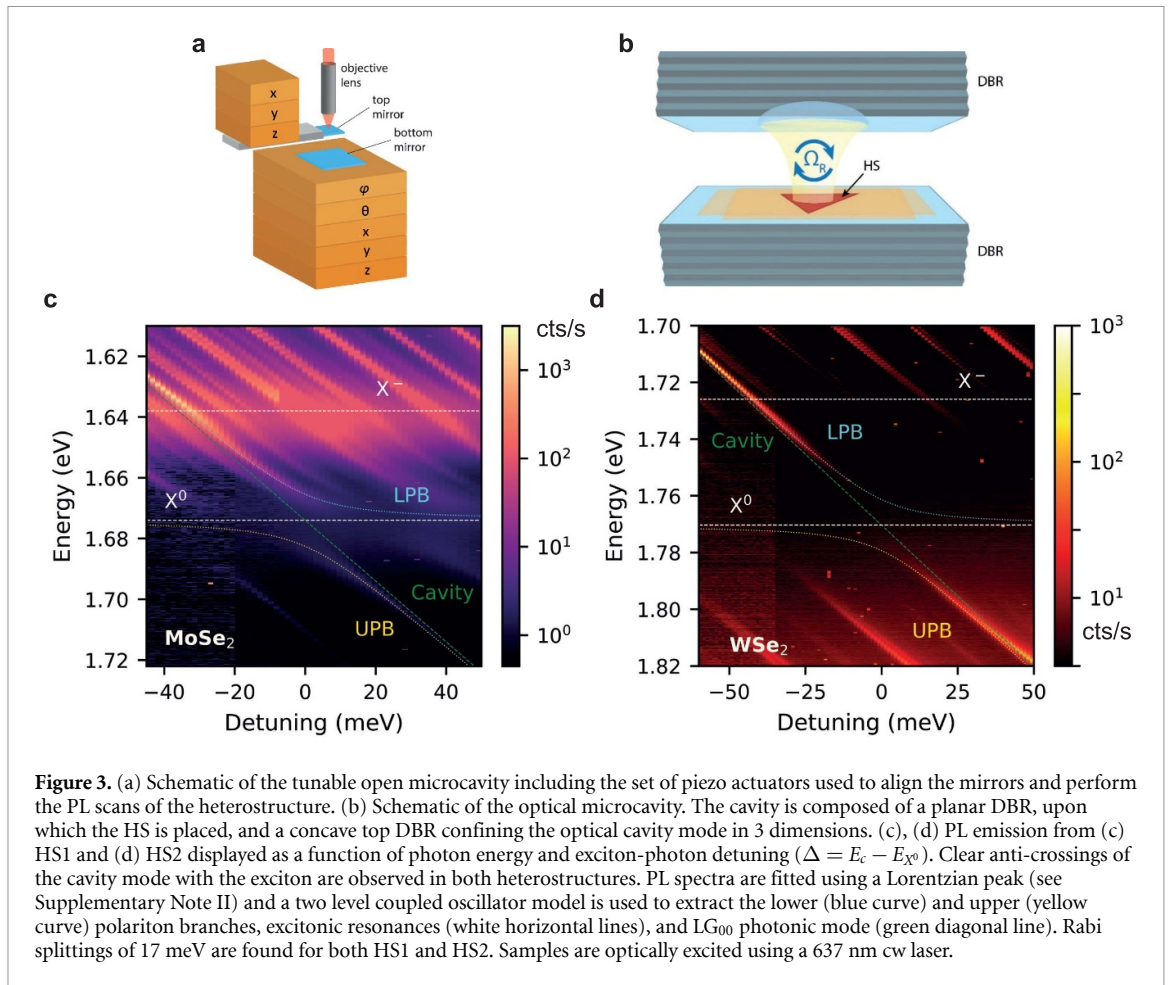 a
objective
lens
top
mirror
bottom
mirror
x
y
z
φ
θ
x
y
z
b
DBR
Ω_R
HS
DBR
c
cts/s
1.62
1.64
1.66
1.68
1.70
1.72
Energy (eV)
X⁻
X⁰
LPB
Cavity
UPB
MoSe₂
−40 −20 0 20 40
Detuning (meV)
10³
10²
10¹
10⁰
d
1.70
1.72
1.74
1.76
1.78
1.80
1.82
Energy (eV)
X⁻
LPB
Cavity
X⁰
UPB
WSe₂
−50 −25 0 25 50
Detuning (meV)
10³
10²
10¹
cts/s
Figure 3. (a) Schematic of the tunable open microcavity including the set of piezo actuators used to align the mirrors and perform
the PL scans of the heterostructure. (b) Schematic of the optical microcavity. The cavity is composed of a planar DBR, upon
which the HS is placed, and a concave top DBR confining the optical cavity mode in 3 dimensions. (c), (d) PL emission from (c)
HS1 and (d) HS2 displayed as a function of photon energy and exciton-photon detuning (Δ = E_c − E_{X⁰}). Clear anti-crossings of
the cavity mode with the exciton are observed in both heterostructures. PL spectra are fitted using a Lorentzian peak (see
Supplementary Note II) and a two level coupled oscillator model is used to extract the lower (blue curve) and upper (yellow
curve) polariton branches, excitonic resonances (white horizontal lines), and LG₀₀ photonic mode (green diagonal line). Rabi
splittings of 17 meV are found for both HS1 and HS2. Samples are optically excited using a 637 nm cw laser.